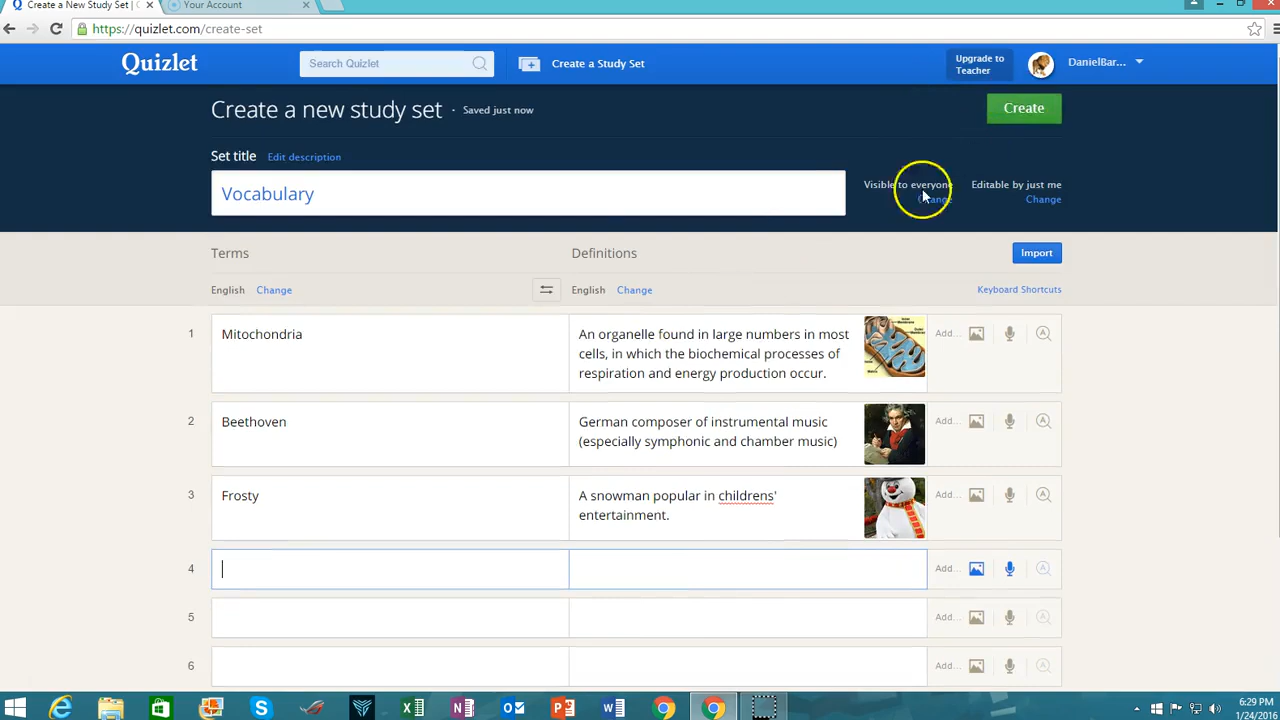 Create a New Study Set |
Your Account
https://quizlet.com/create-set
Quizlet
Search Quizlet
Create a Study Set
Upgrade to
Teacher
DanielBar...
Create a new study set · Saved just now
Create
Set title Edit description
Vocabulary
Visible to everyone
Change
Editable by just me
Change
Terms
Definitions
Import
English Change
English Change
Keyboard Shortcuts
1
Mitochondria
An organelle found in large numbers in most
cells, in which the biochemical processes of
respiration and energy production occur.
Add...
2
Beethoven
German composer of instrumental music
(especially symphonic and chamber music)
Add...
3
Frosty
A snowman popular in childrens'
entertainment.
Add...
4
Add...
5
Add...
6
Add...
6:29 PM
1/24/2016